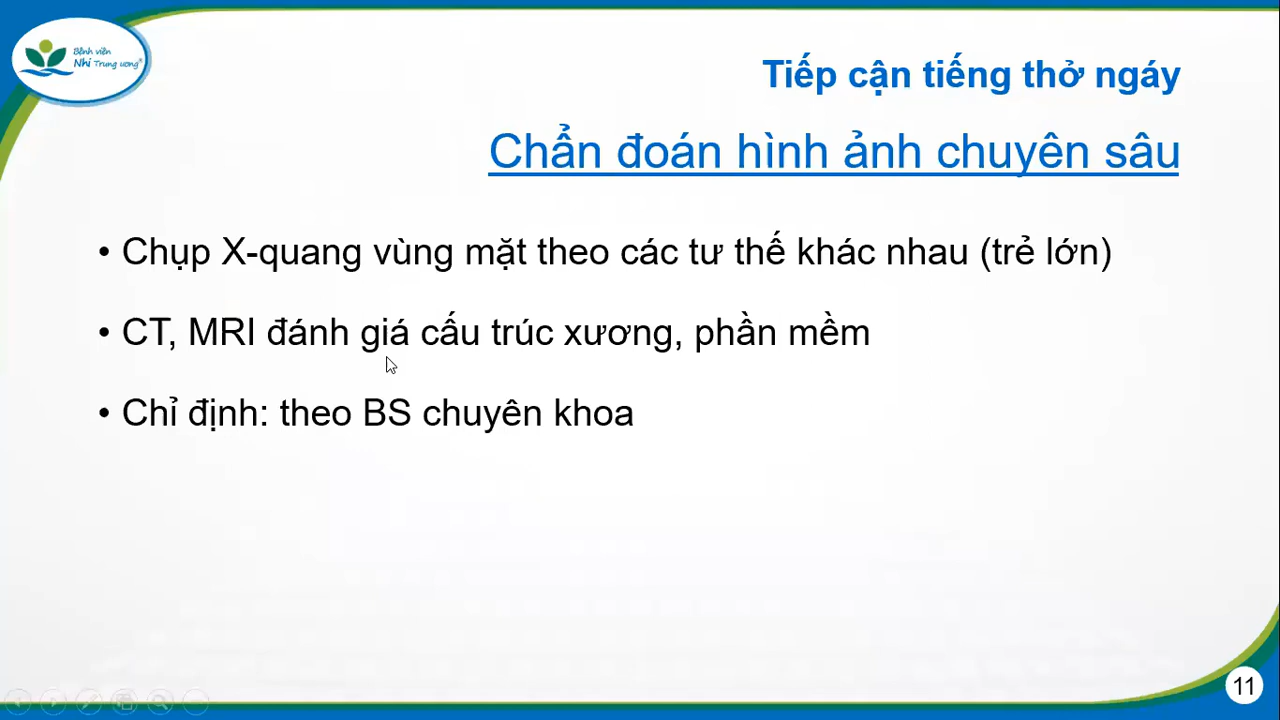 Bệnh viện
Nhi Trung ương®
Tiếp cận tiếng thở ngáy
Chẩn đoán hình ảnh chuyên sâu
• Chụp X-quang vùng mặt theo các tư thế khác nhau (trẻ lớn)
• CT, MRI đánh giá cấu trúc xương, phần mềm
• Chỉ định: theo BS chuyên khoa
11